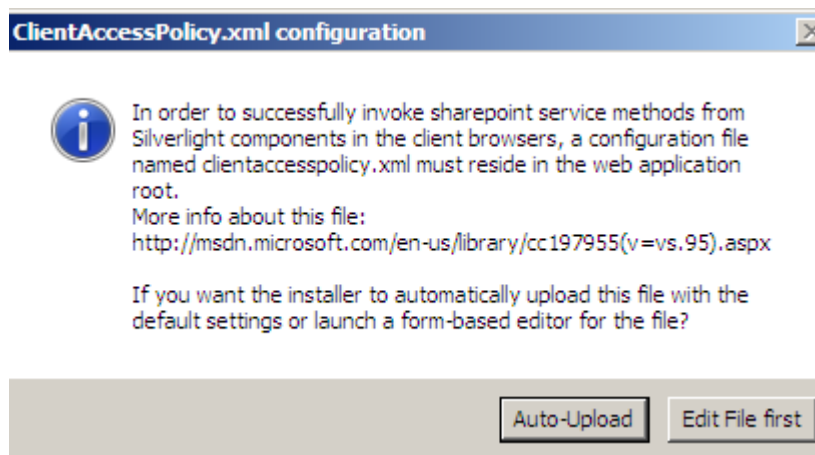 ClientAccessPolicy.xml configuration
In order to successfully invoke sharepoint service methods from
Silverlight components in the client browsers, a configuration file
named clientaccesspolicy.xml must reside in the web application
root.
More info about this file:
http://msdn.microsoft.com/en-us/library/cc197955(v=vs.95).aspx
If you want the installer to automatically upload this file with the
default settings or launch a form-based editor for the file?
Auto-Upload Edit File first